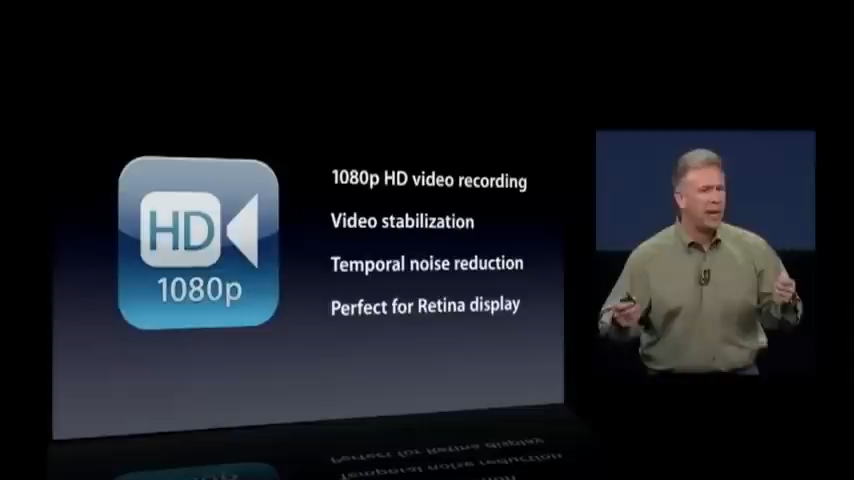 HD
1080p
1080p HD video recording
Video stabilization
Temporal noise reduction
Perfect for Retina display